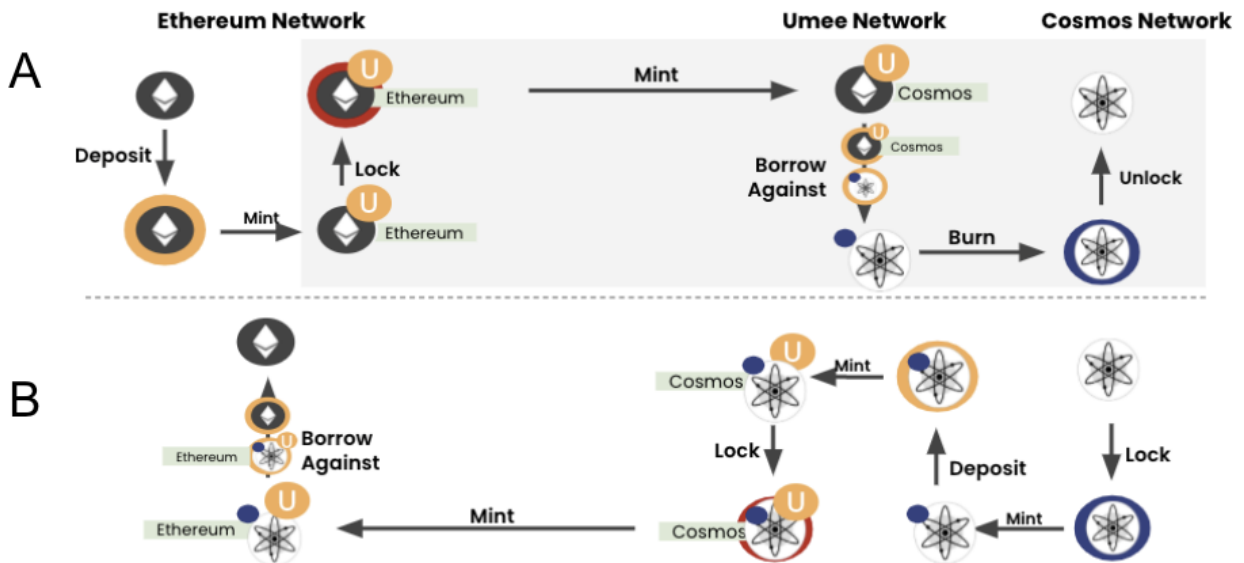 Ethereum Network
Umee Network
Cosmos Network
A
U
Ethereum
Mint
U
Cosmos
Deposit
Lock
U
Cosmos
Borrow
Against
Unlock
Mint
U
Ethereum
Burn
B
U
Cosmos
Mint
Borrow
Against
U
Ethereum
Lock
Deposit
Lock
U
Ethereum
Mint
U
Cosmos
Mint